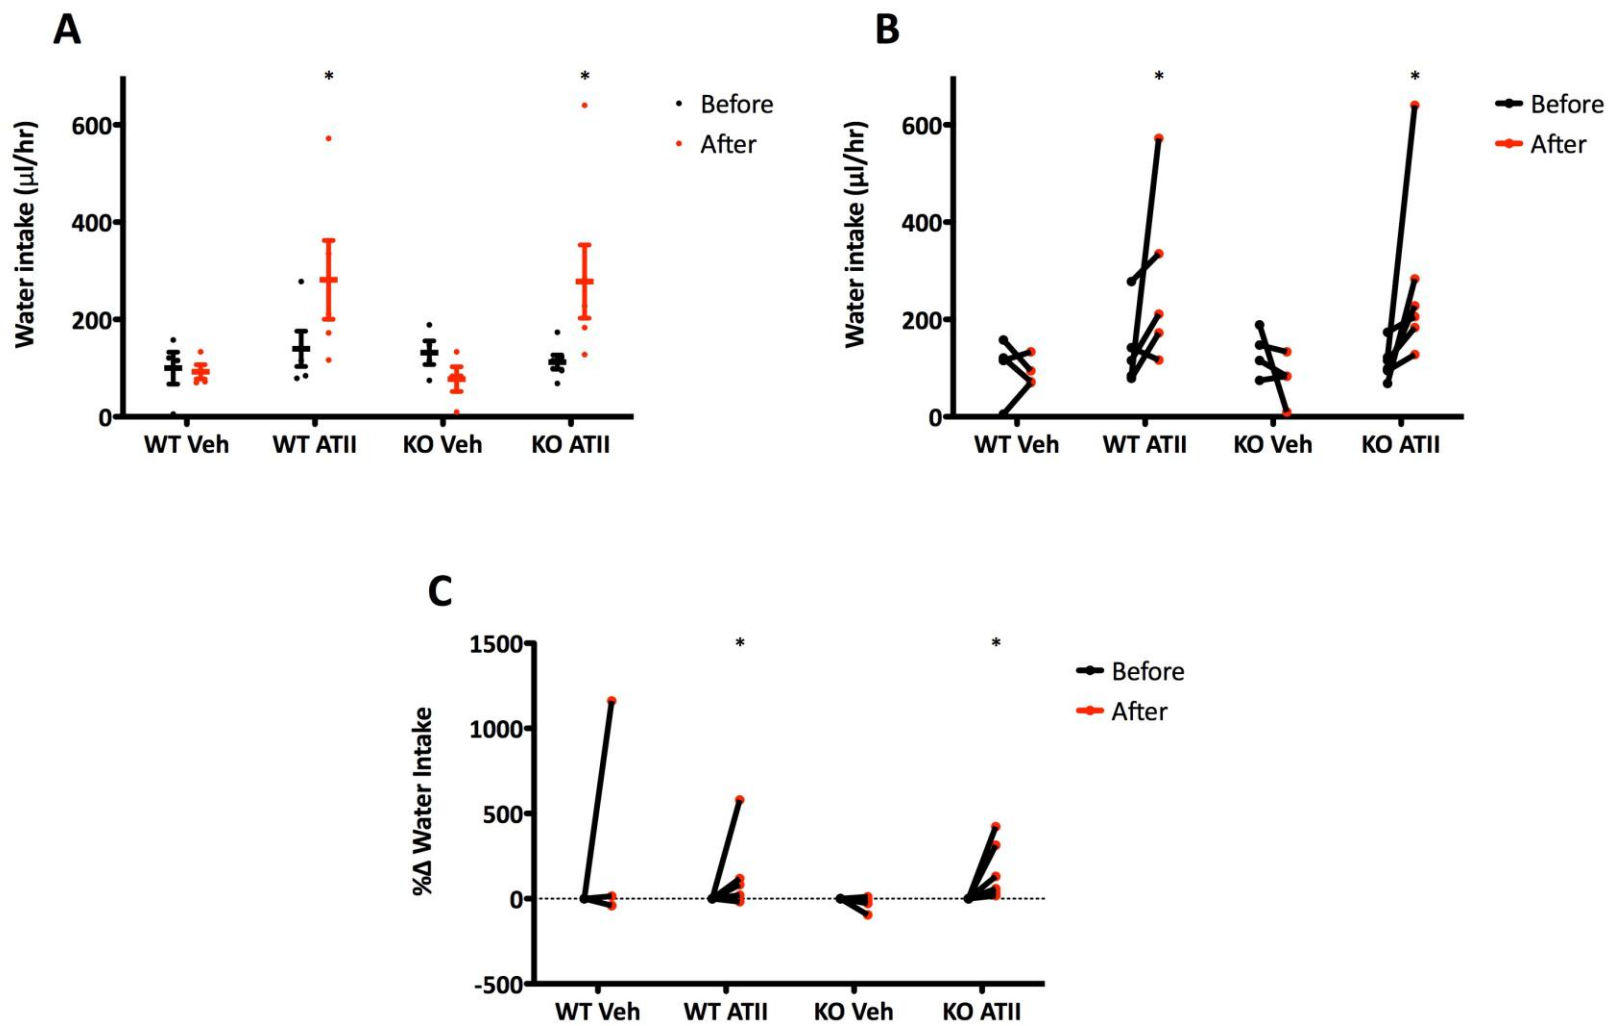 A
Water intake (µl/hr)
600
400
200
0
*
*
Before
After
WT Veh
WT ATII
KO Veh
KO ATII
B
Water intake (µl/hr)
600
400
200
0
*
*
Before
After
WT Veh
WT ATII
KO Veh
KO ATII
C
%Δ Water Intake
1500
1000
500
0
-500
*
*
Before
After
WT Veh
WT ATII
KO Veh
KO ATII